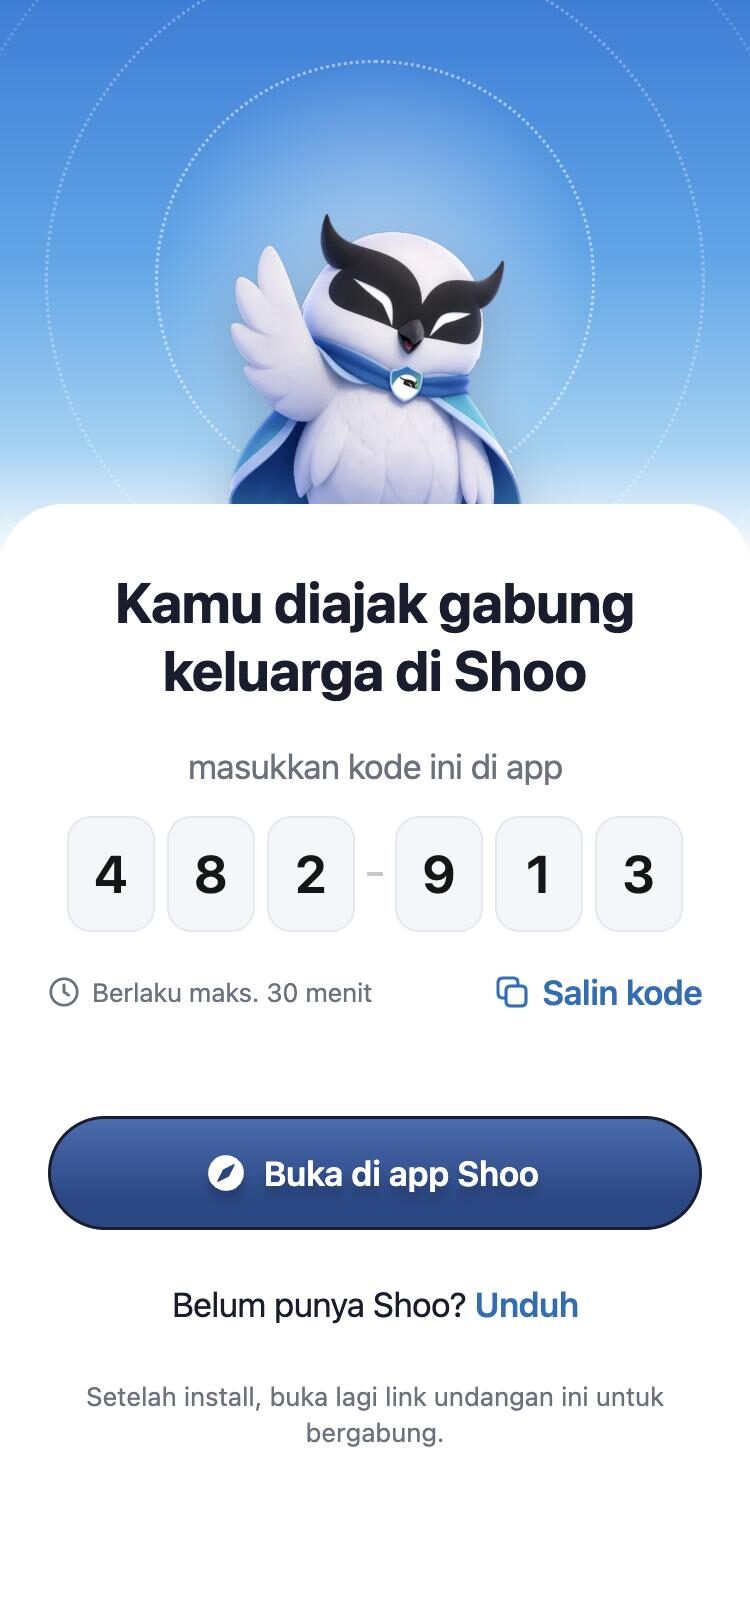 Kamu diajak gabung
keluarga di Shoo
masukkan kode ini di app
4 8 2 - 9 1 3
Berlaku maks. 30 menit
Salin kode
Buka di app Shoo
Belum punya Shoo? Unduh
Setelah install, buka lagi link undangan ini untuk
bergabung.